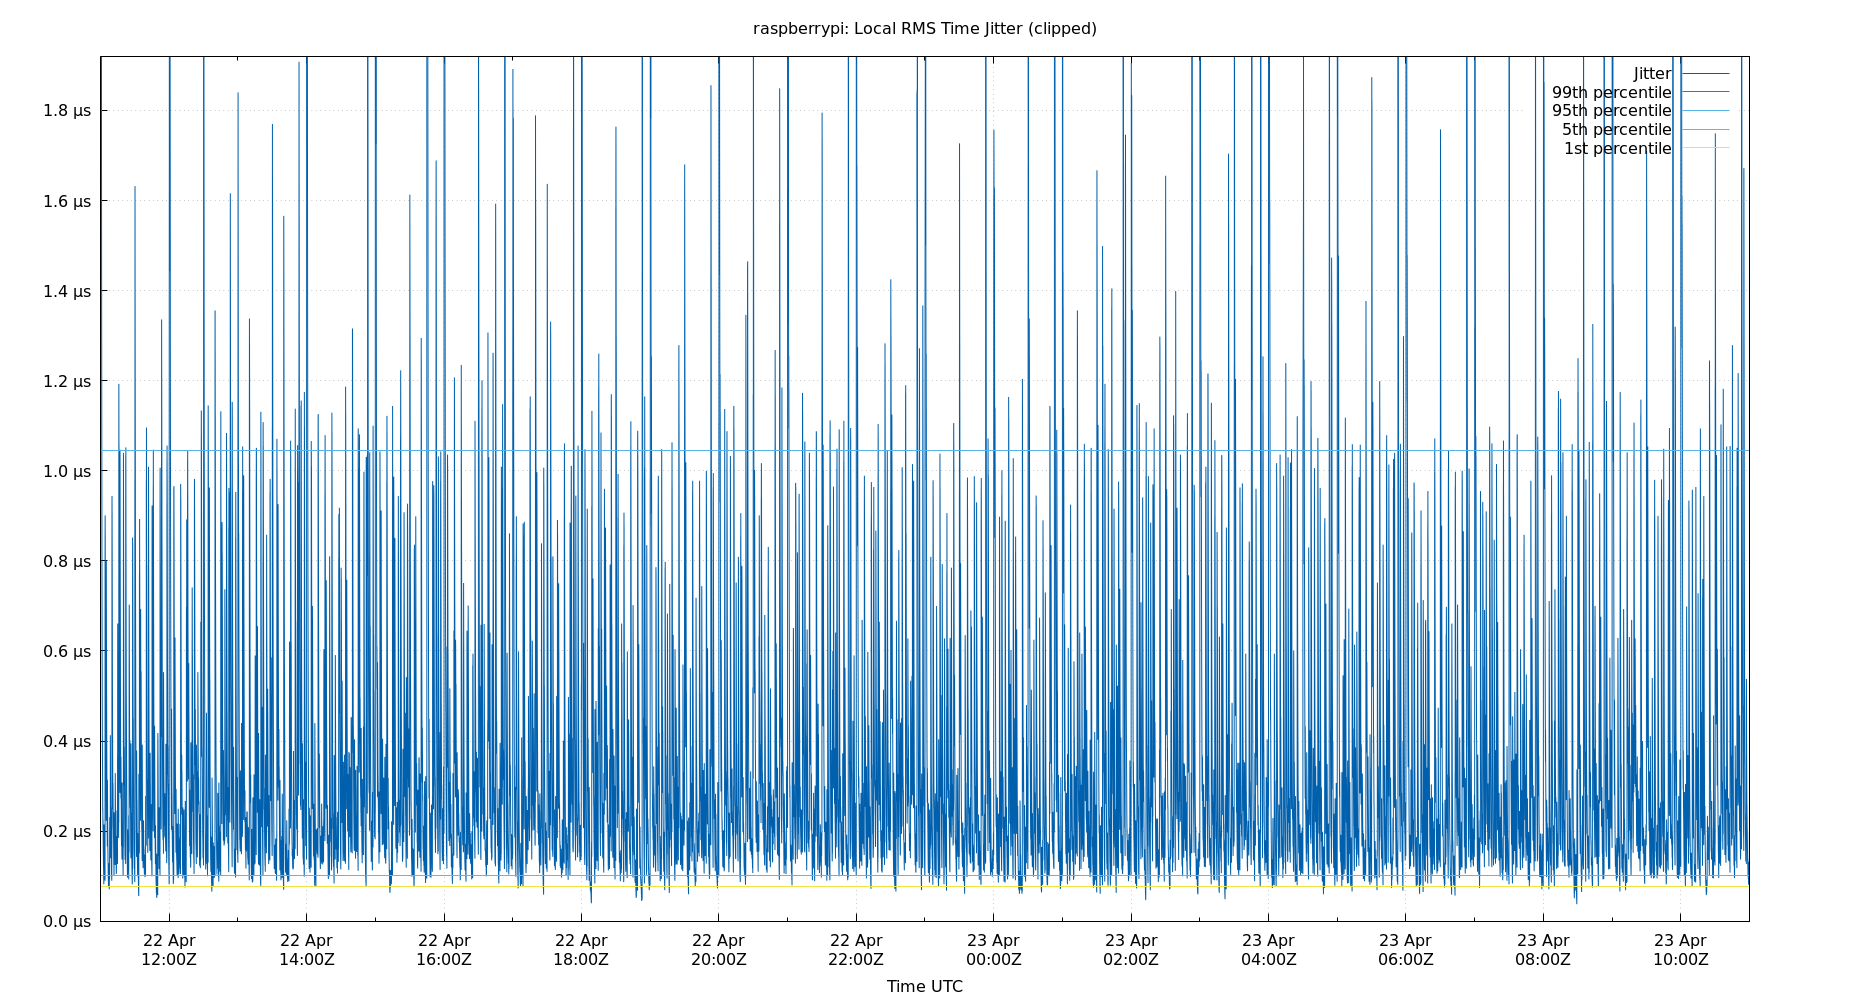 raspberrypi: Local RMS Time Jitter (clipped)
Jitter
99th percentile
95th percentile
5th percentile
1st percentile
1.8 µs
1.6 µs
1.4 µs
1.2 µs
1.0 µs
0.8 µs
0.6 µs
0.4 µs
0.2 µs
0.0 µs
22 Apr 22 Apr 22 Apr 22 Apr 22 Apr 22 Apr 23 Apr 23 Apr 23 Apr 23 Apr 23 Apr 23 Apr
12:00Z 14:00Z 16:00Z 18:00Z 20:00Z 22:00Z 00:00Z 02:00Z 04:00Z 06:00Z 08:00Z 10:00Z
Time UTC